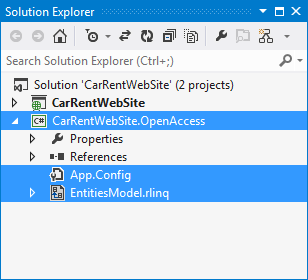 Solution Explorer
Search Solution Explorer (Ctrl+;)
Solution 'CarRentWebSite' (2 projects)
CarRentWebSite
C# CarRentWebSite.OpenAccess
Properties
References
App.Config
EntitiesModel.rlinq